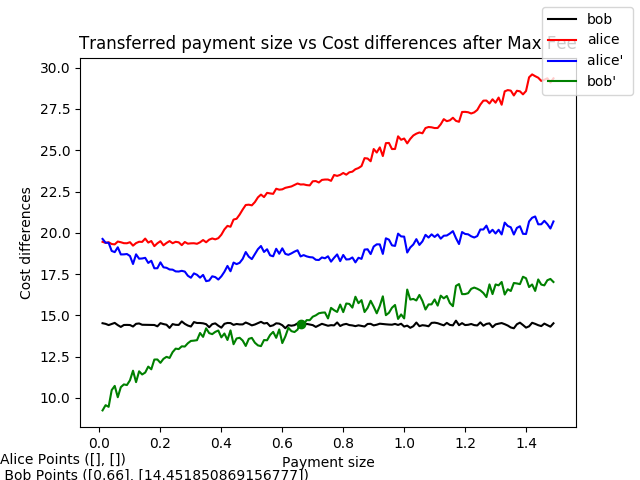 Transferred payment size vs Cost differences after Max Fee
bob
alice
alice'
bob'
30.0
27.5
25.0
22.5
20.0
17.5
15.0
12.5
10.0
Cost differences
0.0
0.2
0.4
0.6
0.8
1.0
1.2
1.4
Payment size
Alice Points ([], [])
Bob Points ([0.66], [14.451850869156777])